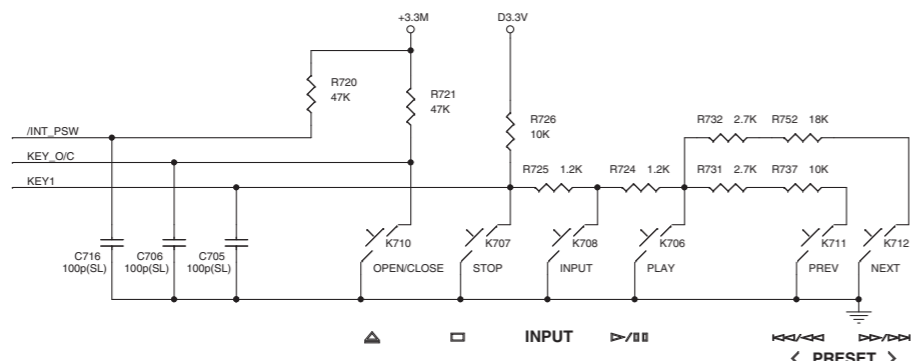 +3.3M D3.3V
R720
47K
R721
47K
R732 2.7K R752 18K
R726
10K
/INT_PSW
KEY_O/C
R725 1.2K R724 1.2K R731 2.7K R737 10K
KEY1
K710 K707 K708 K706 K711 K712
C716 C706 C705
100p(SL) 100p(SL) 100p(SL)
OPEN/CLOSE STOP INPUT PLAY PREV NEXT
INPUT
PRESET